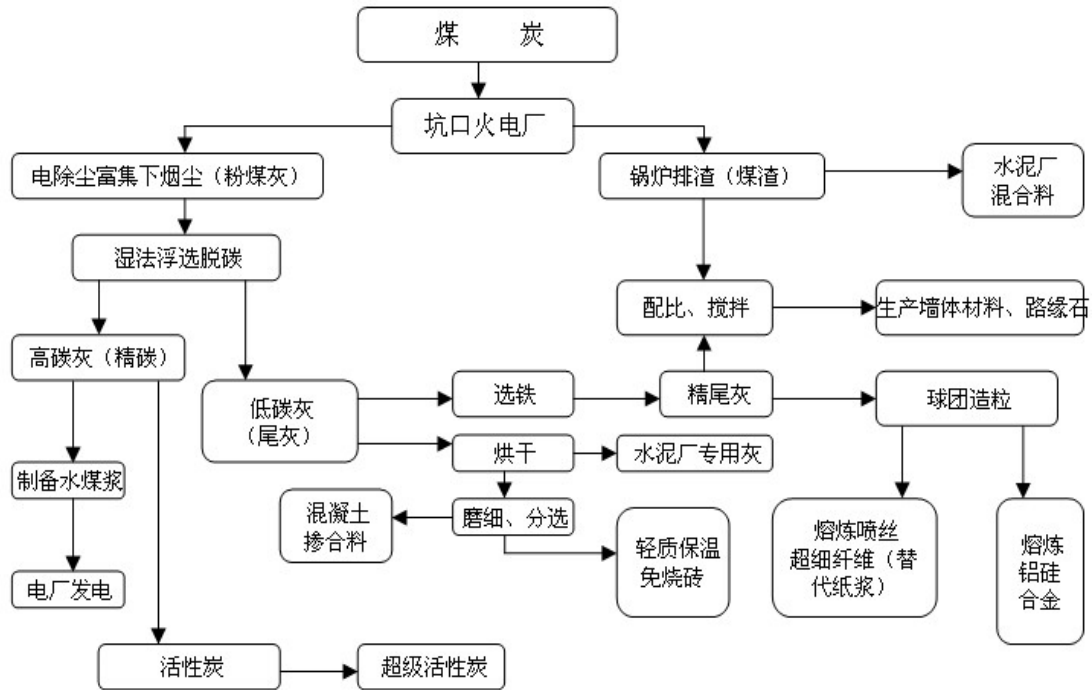 煤 炭
坑口火电厂
电除尘富集下烟尘（粉煤灰）
锅炉排渣（煤渣）
水泥厂
混合料
湿法浮选脱碳
配比、搅拌
生产墙体材料、路缘石
高碳灰（精碳）
低碳灰
（尾灰）
选铁
精尾灰
球团造粒
烘干
水泥厂专用灰
制备水煤浆
混凝土
掺合料
磨细、分选
轻质保温
免烧砖
熔炼喷丝
超细纤维（替
代纸浆）
熔炼
铝硅
合金
电厂发电
活性炭
超级活性炭